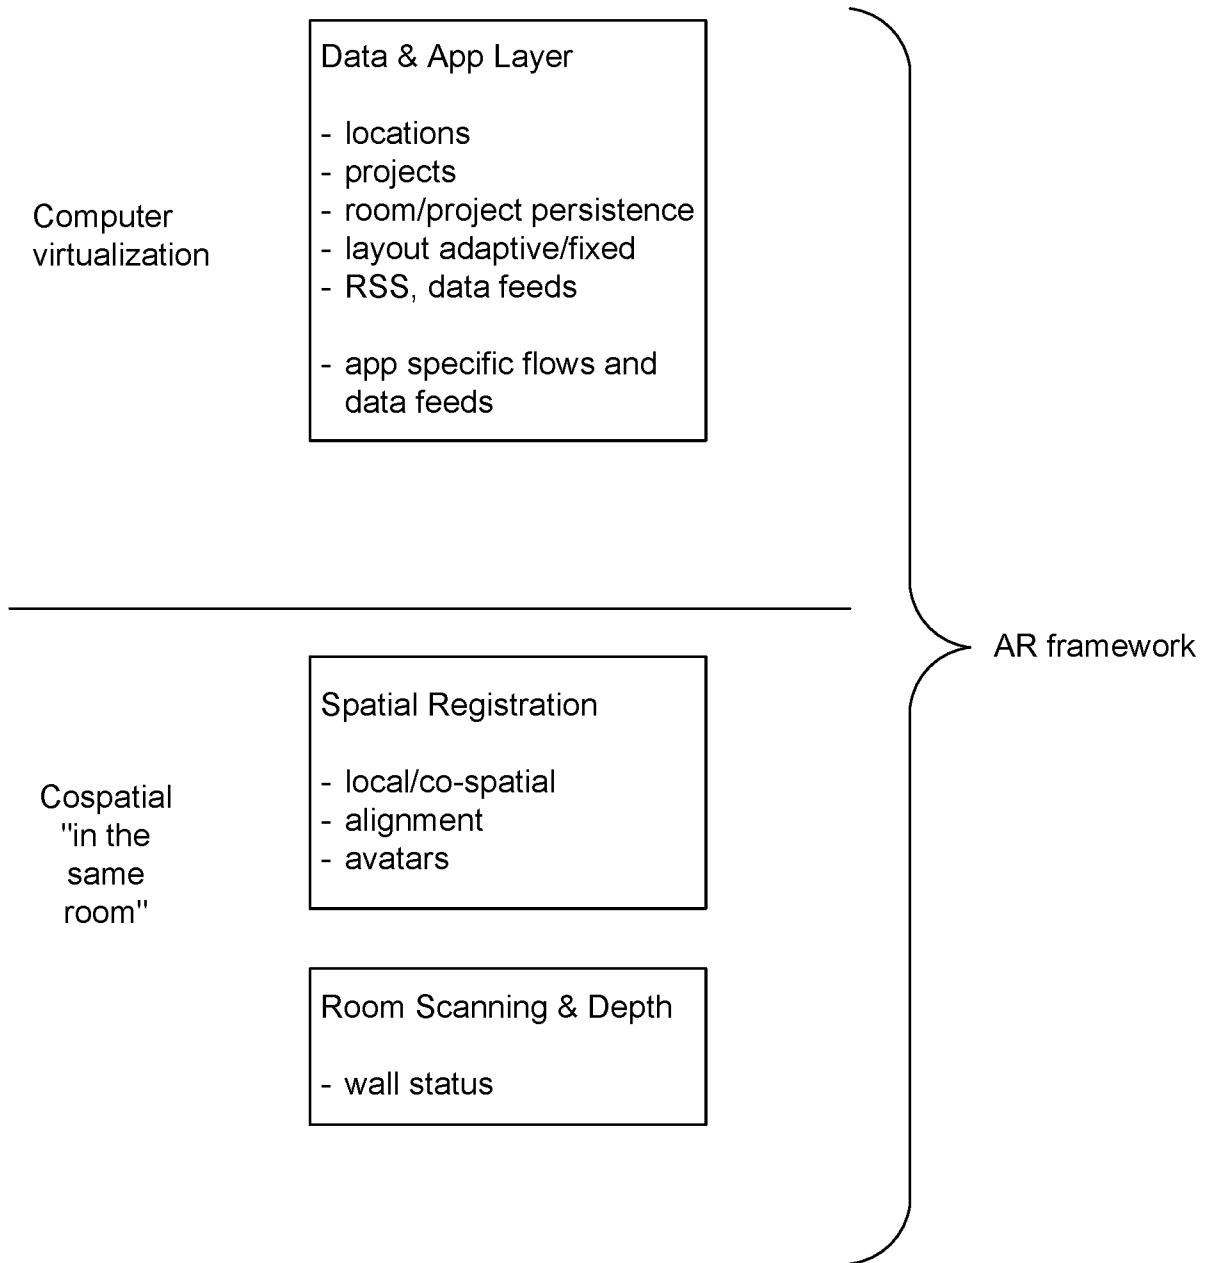 Data & App Layer
- locations
- projects
- room/project persistence
- layout adaptive/fixed
- RSS, data feeds
- app specific flows and
data feeds
Computer
virtualization
AR framework
Spatial Registration
- local/co-spatial
- alignment
- avatars
Cospatial
"in the
same
room"
Room Scanning & Depth
- wall status